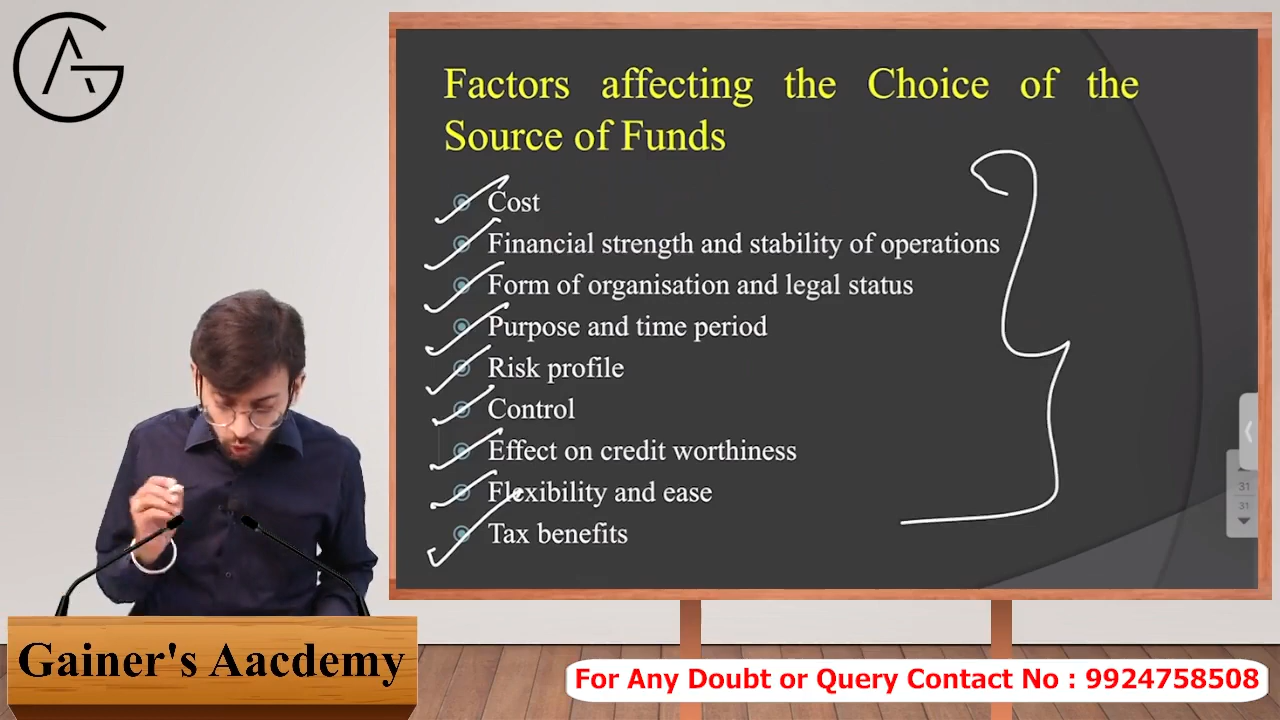 Factors affecting the Choice of the
Source of Funds
Cost
Financial strength and stability of operations
Form of organisation and legal status
Purpose and time period
Risk profile
Control
Effect on credit worthiness
Flexibility and ease
Tax benefits
31
31
Gainer's Aacdemy
For Any Doubt or Query Contact No : 9924758508